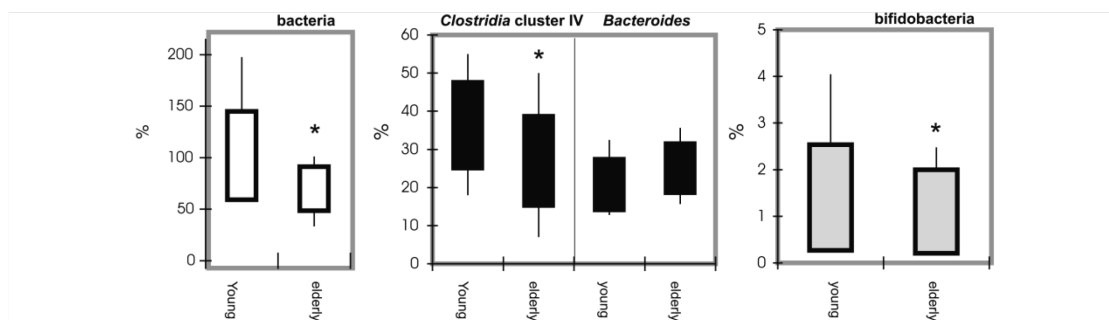 bacteria
200
150
100
50
0
%
*
Young
elderly
Clostridia cluster IV Bacteroides
60
50
40
30
20
10
0
%
*
Young
elderly
young
elderly
bifidobacteria
5
4
3
2
1
0
%
*
young
elderly